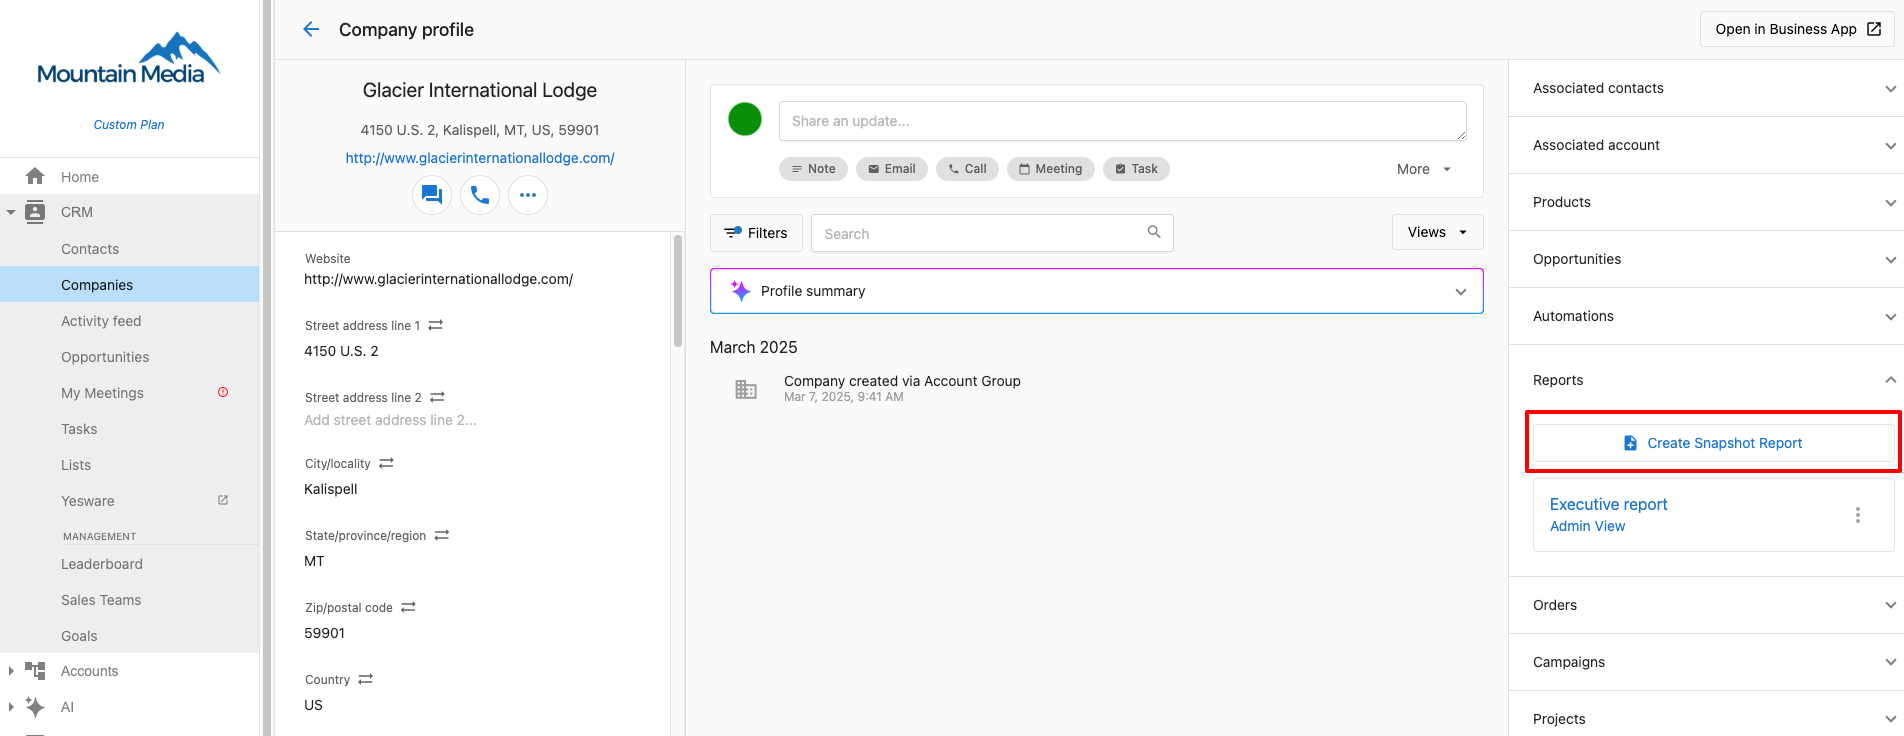 Mountain Media
Custom Plan
Home
CRM
Contacts
Companies
Activity feed
Opportunities
My Meetings
Tasks
Lists
Yesware
MANAGEMENT
Leaderboard
Sales Teams
Goals
Accounts
AI
Company profile
Open in Business App
Glacier International Lodge
4150 U.S. 2, Kalispell, MT, US, 59901
http://www.glacierinternationallodge.com/
Website
http://www.glacierinternationallodge.com/
Street address line 1
4150 U.S. 2
Street address line 2
Add street address line 2...
City/locality
Kalispell
State/province/region
MT
Zip/postal code
59901
Country
US
Share an update...
Note Email Call Meeting Task More
Filters Search Views
Profile summary
March 2025
Company created via Account Group
Mar 7, 2025, 9:41 AM
Associated contacts
Associated account
Products
Opportunities
Automations
Reports
Create Snapshot Report
Executive report
Admin View
Orders
Campaigns
Projects